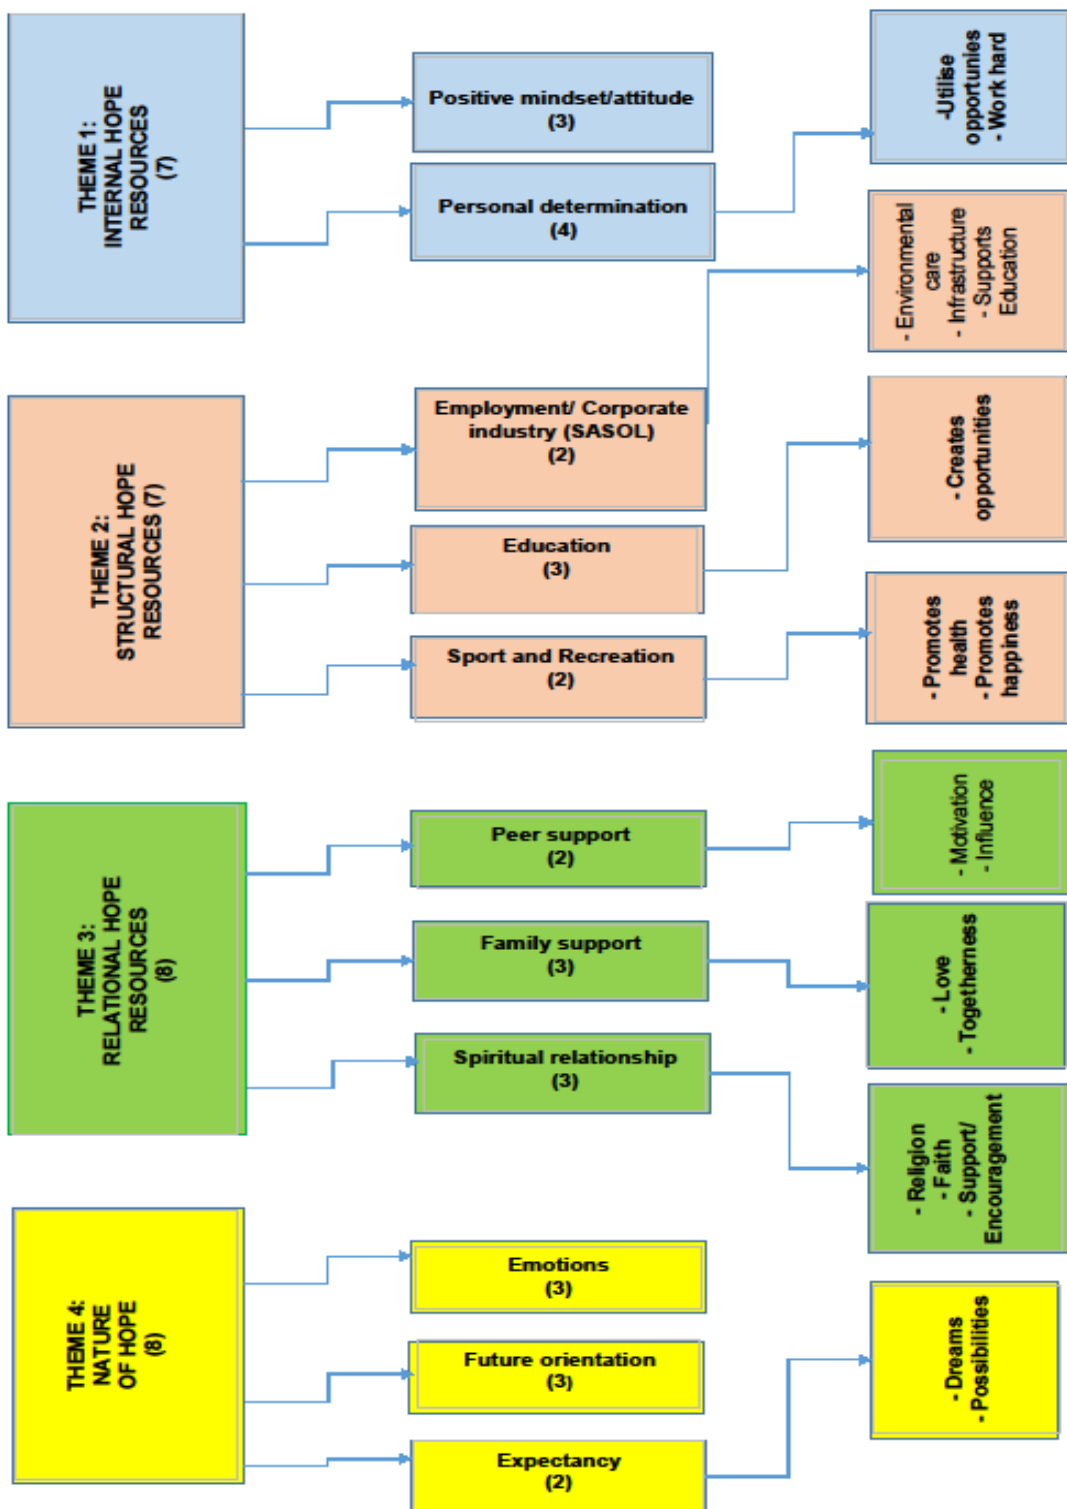 THEME 1:
INTERNAL HOPE
RESOURCES
(7)
Positive mindset/attitude
(3)
Personal determination
(4)
-Utilise
opportunies
- Work hard
THEME 2:
STRUCTURAL HOPE
RESOURCES (7)
Employment/ Corporate
industry (SASOL)
(2)
- Environmental
care
- Infrastructure
- Supports
Education
Education
(3)
- Creates
opportunities
Sport and Recreation
(2)
- Promotes
health
- Promotes
happiness
THEME 3:
RELATIONAL HOPE
RESOURCES
(8)
Peer support
(2)
- Motivation
- Influence
Family support
(3)
- Love
- Togetherness
Spiritual relationship
(3)
- Religion
- Faith
- Support/
Encouragement
THEME 4:
NATURE
OF HOPE
(8)
Emotions
(3)
Future orientation
(3)
Expectancy
(2)
- Dreams
- Possibilities